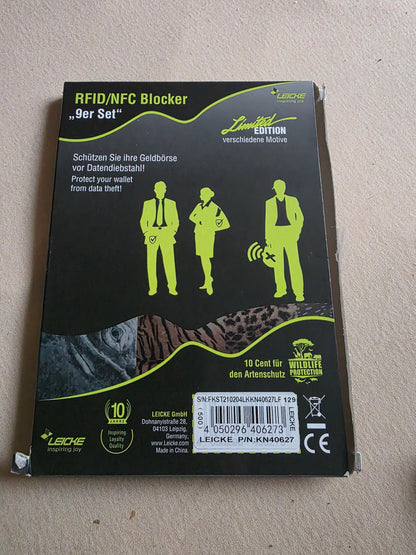 RFID/NFC Blocker
„9er Set“
LEICKE
inspiring joy
Limited
EDITION
verschiedene Motive
Schützen Sie ihre Geldbörse
vor Datendiebstahl!
Protect your wallet
from data theft!
10 Cent für
den Artenschutz
WILDLIFE
PROTECTION
LEICKE
inspiring joy
10
JAHRE
Inspiring
Loyalty
Quality
LEICKE GmbH
Dohnanyistraße 28,
04103 Leipzig,
Germany,
www.Leicke.com
Made in China
S/N:FKST210204LKKN40627LF 129
(500)
LEICKE
4 050296 406273
LEICKE P/N:KN40627
CE